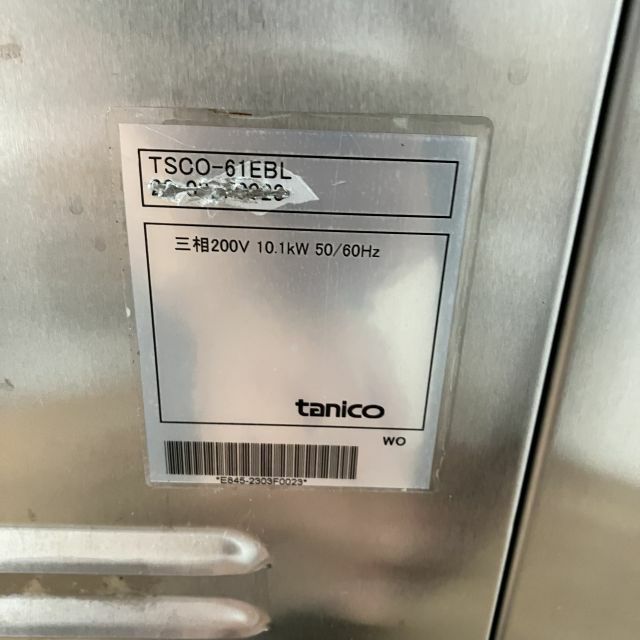 TSCO-61EBL
三相200V 10.1kW 50/60Hz
tanico
WO
*E845-2303F0023*